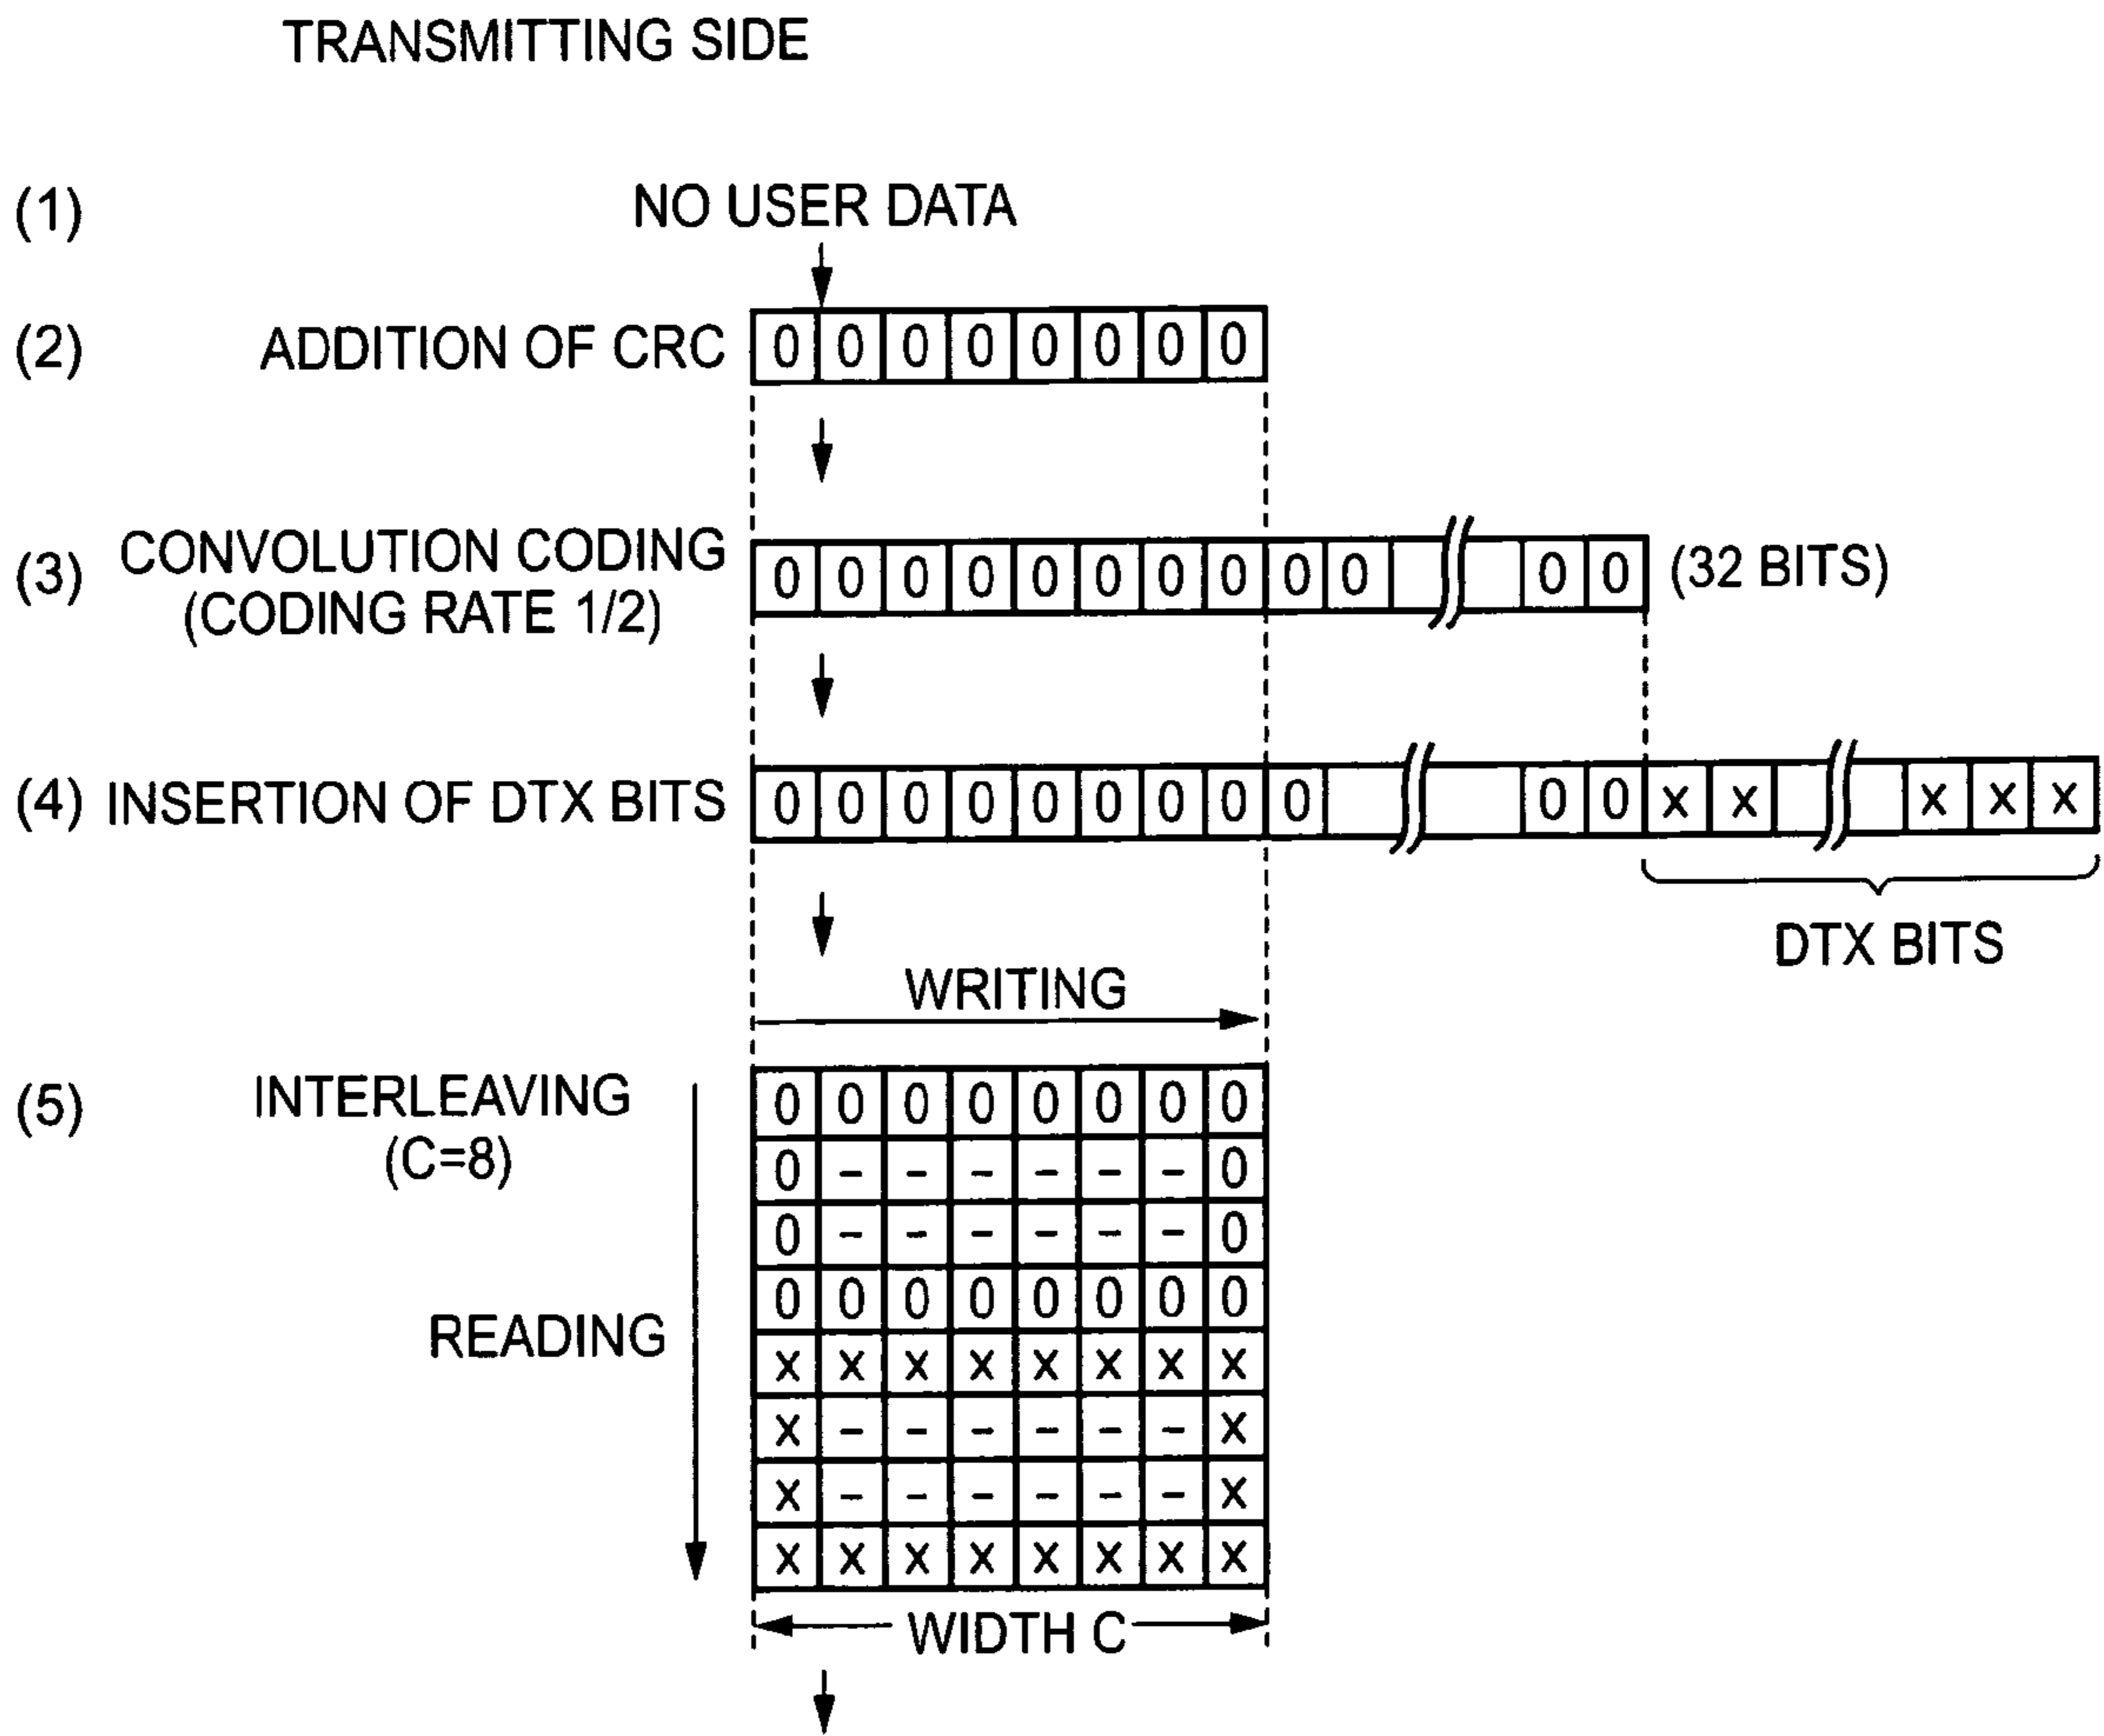 TRANSMITTING SIDE
(1) NO USER DATA
(2) ADDITION OF CRC 0 0 0 0 0 0 0 0
(3) CONVOLUTION CODING 0 0 0 0 0 0 0 0 0 0 0 0 (32 BITS)
(CODING RATE 1/2)
(4) INSERTION OF DTX BITS 0 0 0 0 0 0 0 0 0 0 0 x x x x x
DTX BITS
WRITING
(5) INTERLEAVING 0 0 0 0 0 0 0 0
(C=8) 0 - - - - - - 0
0 - - - - - - 0
READING 0 0 0 0 0 0 0 0
x x x x x x x x
x - - - - - - x
x - - - - - - x
x x x x x x x x
WIDTH C